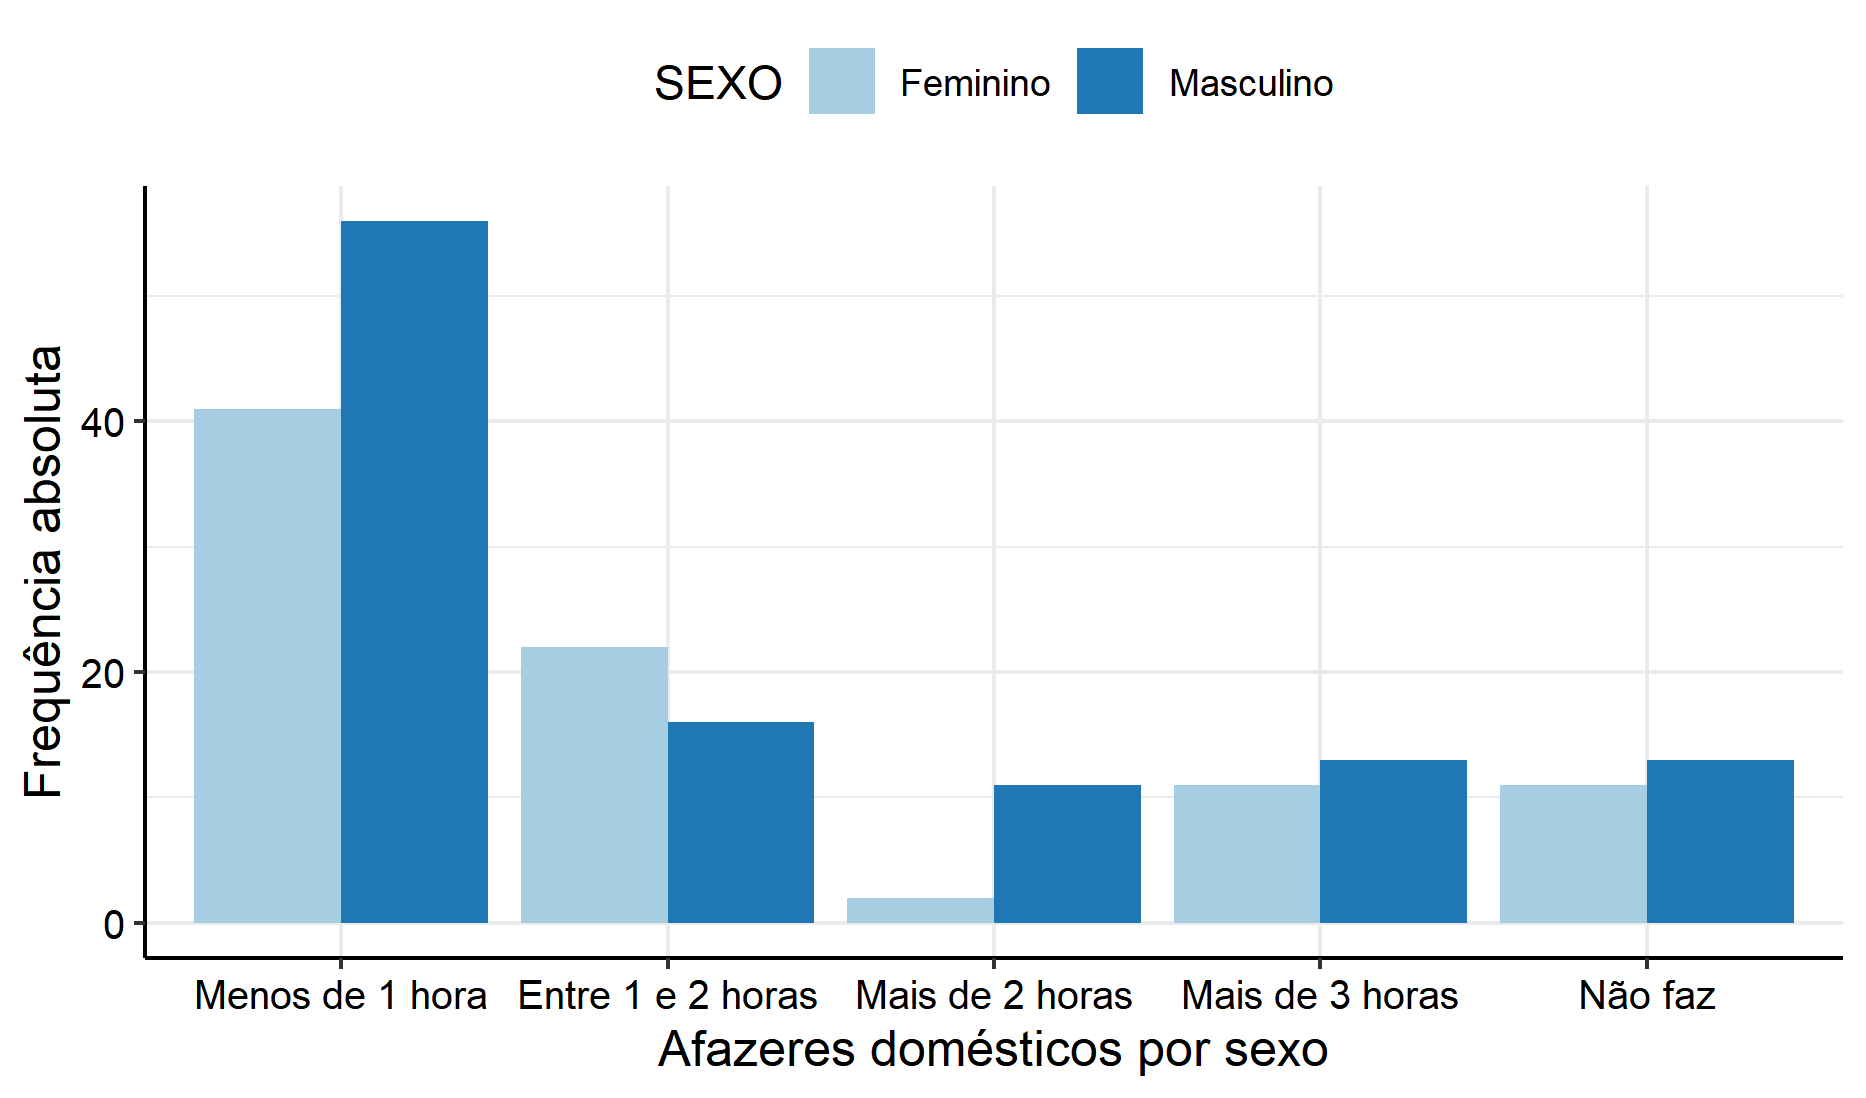 SEXO Feminino Masculino
Frequência absoluta
40
20
0
Menos de 1 hora Entre 1 e 2 horas Mais de 2 horas Mais de 3 horas Não faz
Afazeres domésticos por sexo